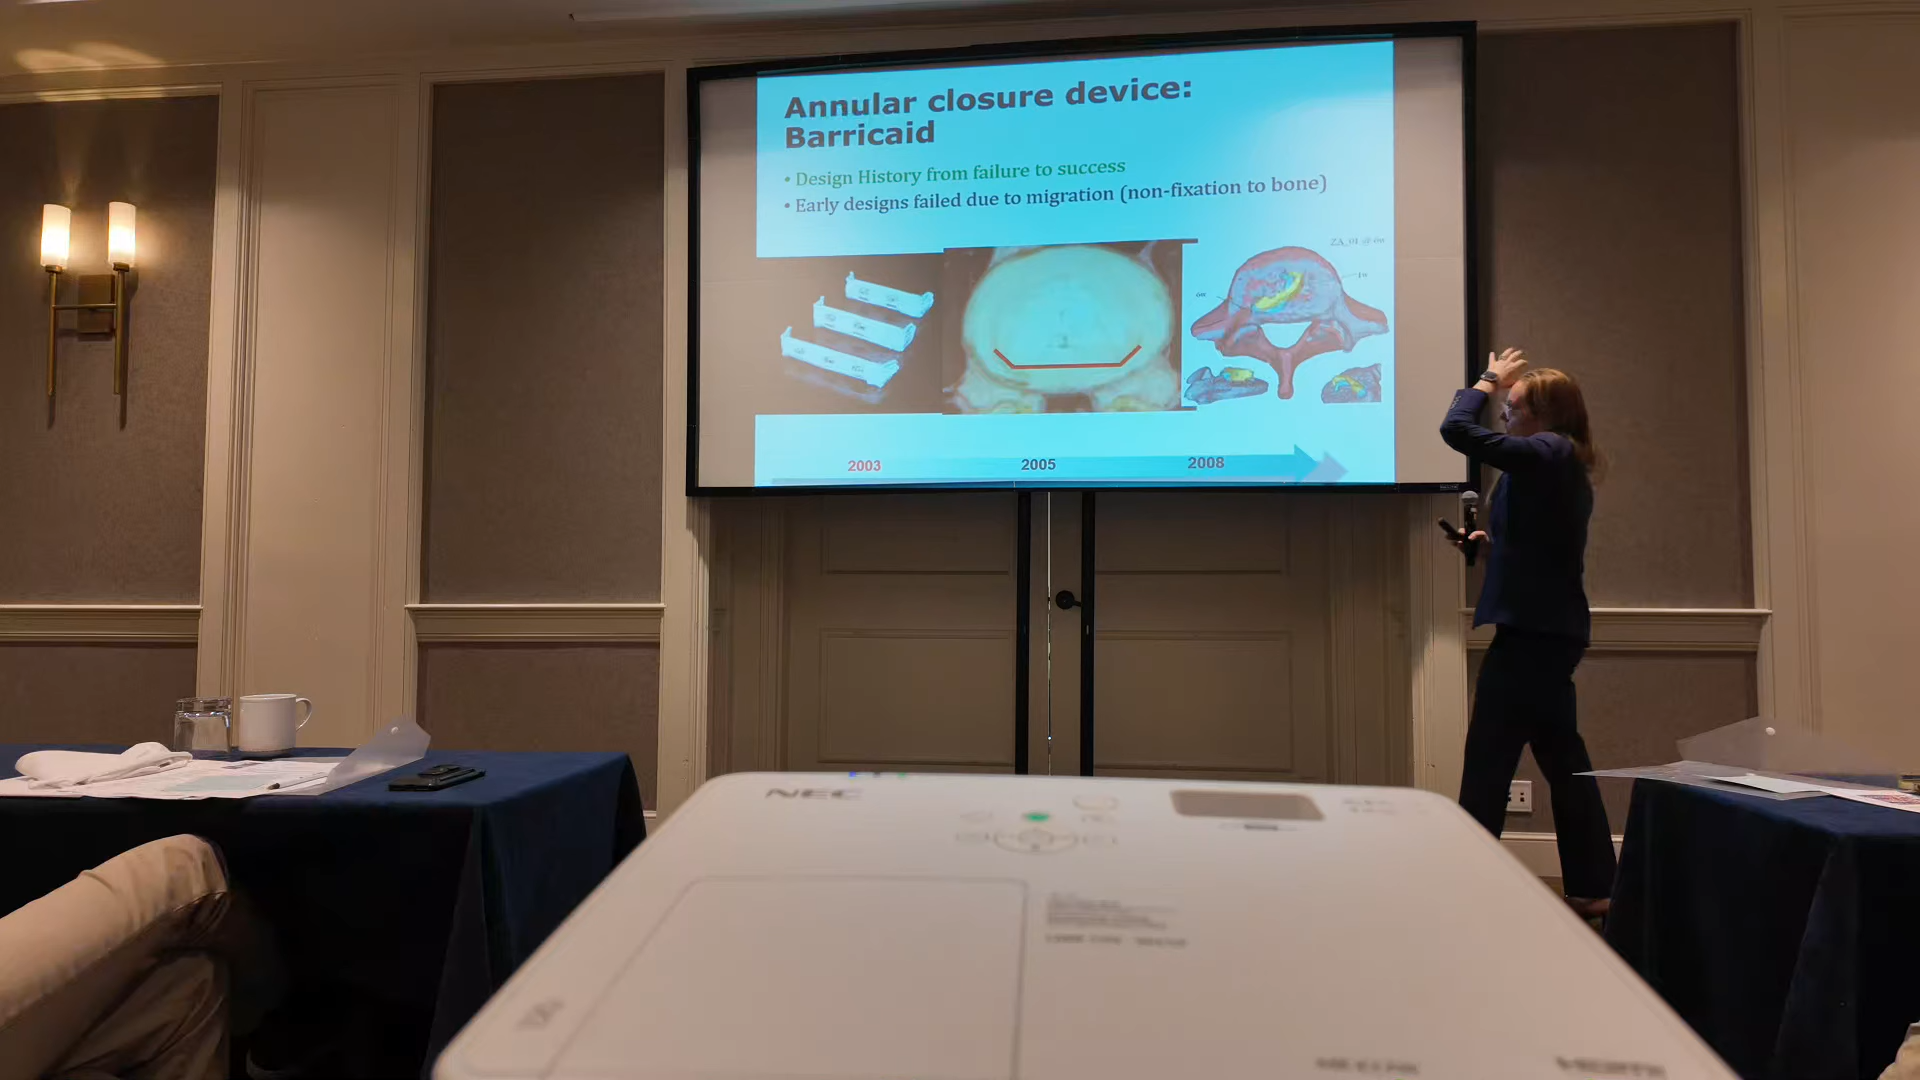 Annular closure device:
Barricaid
• Design History from failure to success
• Early designs failed due to migration (non-fixation to bone)
2003
2005
2008
NEC